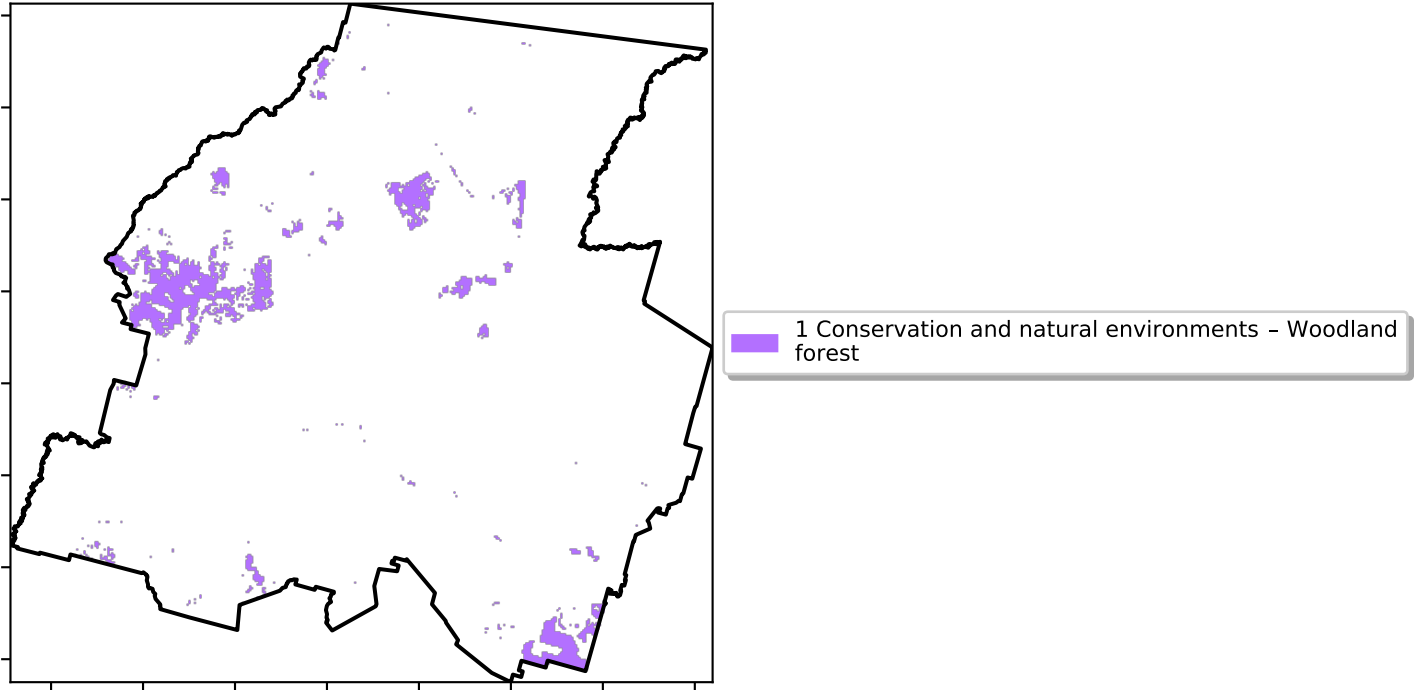 1 Conservation and natural environments – Woodland
forest